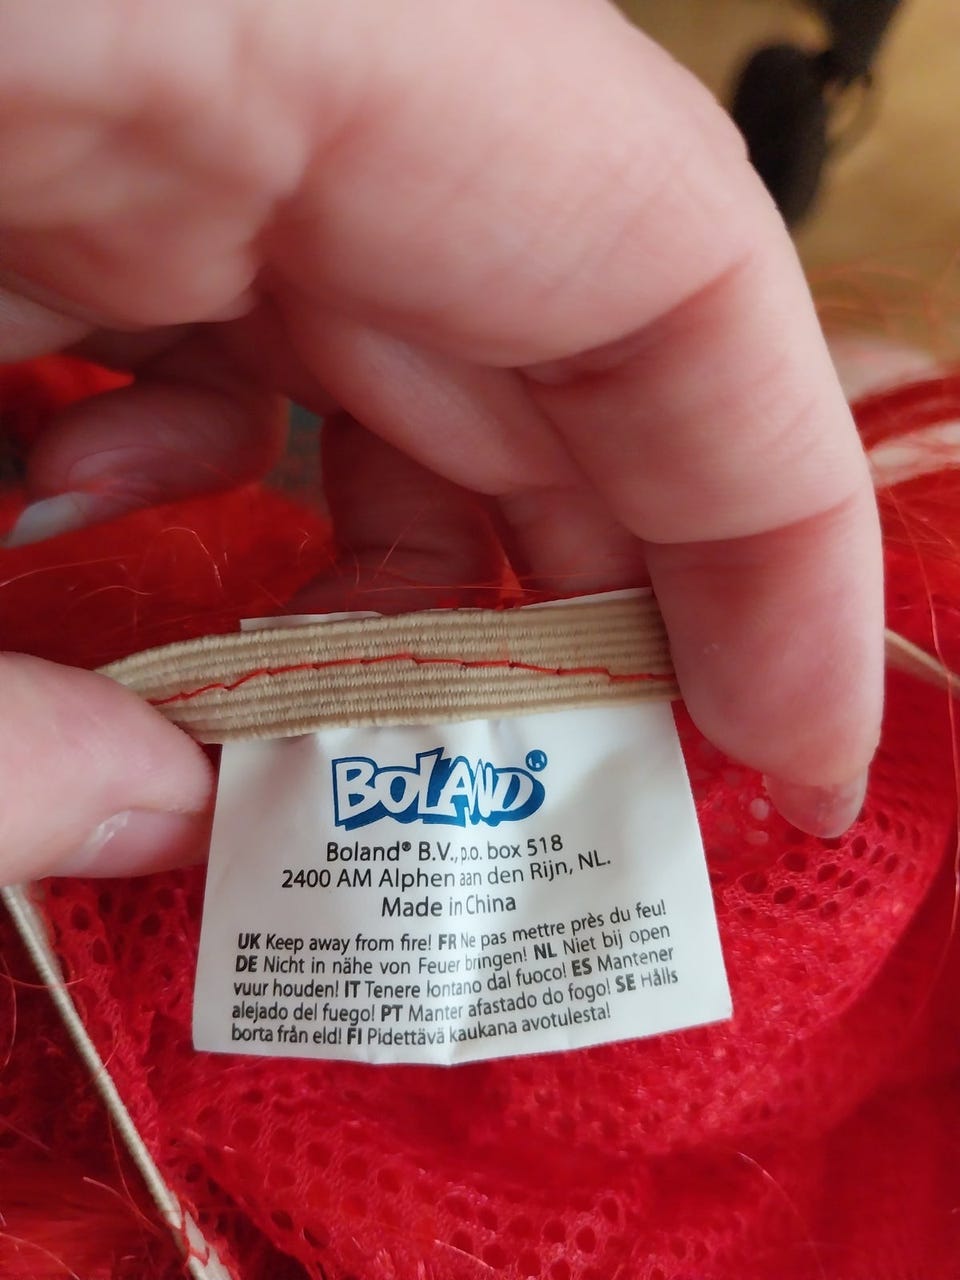 BOLAND®
Boland® B.V., p.o. box 518
2400 AM Alphen aan den Rijn, NL.
Made in China
UK Keep away from fire! FR Ne pas mettre près du feu!
DE Nicht in nähe von Feuer bringen! NL Niet bij open
vuur houden! IT Tenere lontano dal fuoco! ES Mantener
alejado del fuego! PT Manter afastado do fogo! SE Hålls
borta från eld! FI Pidettävä kaukana avotulesta!